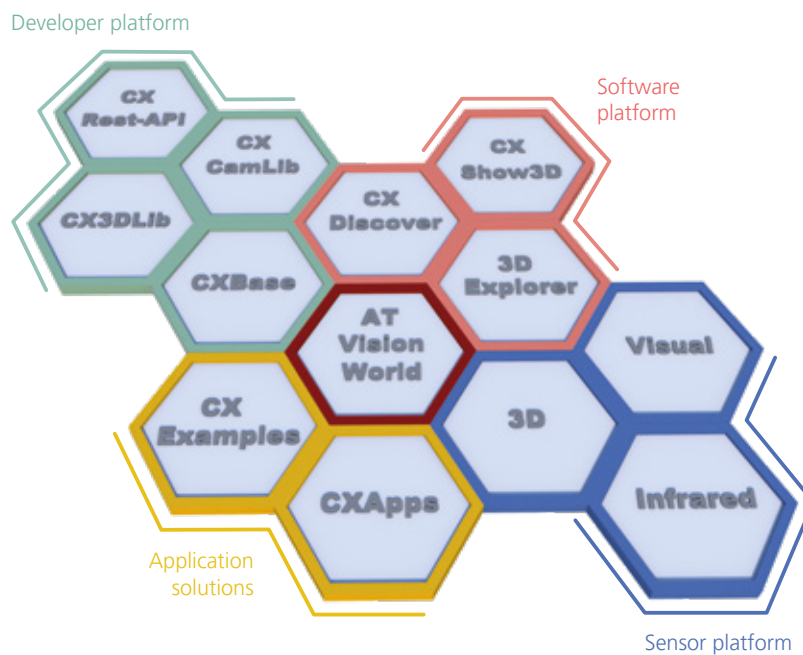 Developer platform
CX
Rest-API
CX
CamLib
CX3DLib
CXBase
Software
platform
CX
Show3D
CX
Discover
3D
Explorer
AT
Vision
World
Visual
3D
Infrared
CX
Examples
CXApps
Application
solutions
Sensor platform